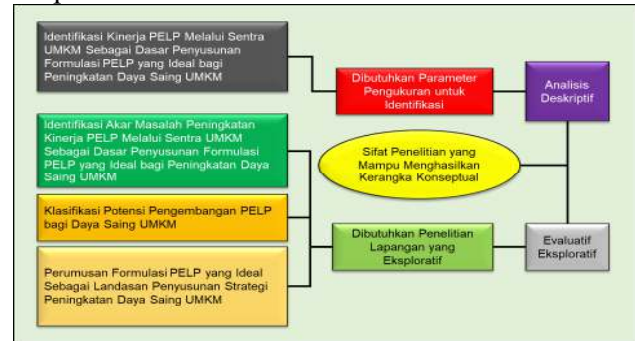 Identifikasi Kinerja PELP Melalui Sentra
UMKM Sebagai Dasar Penyusunan
Formulasi PELP yang Ideal bagi
Peningkatan Daya Saing UMKM
Dibutuhkan Parameter
Pengukuran untuk
Identifikasi
Analisis
Deskriptif
Identifikasi Akar Masalah Peningkatan
Kinerja PELP Melalui Sentra UMKM
Sebagai Dasar Penyusunan Formulasi
PELP yang Ideal bagi Peningkatan Daya
Saing UMKM
Sifat Penelitian yang
Mampu Menghasilkan
Kerangka Konseptual
Klasifikasi Potensi Pengembangan PELP
bagi Daya Saing UMKM
Dibutuhkan Penelitian
Lapangan yang
Eksploratif
Evaluatif
Eksploratif
Perumusan Formulasi PELP yang Ideal
Sebagai Landasan Penyusunan Strategi
Peningkatan Daya Saing UMKM